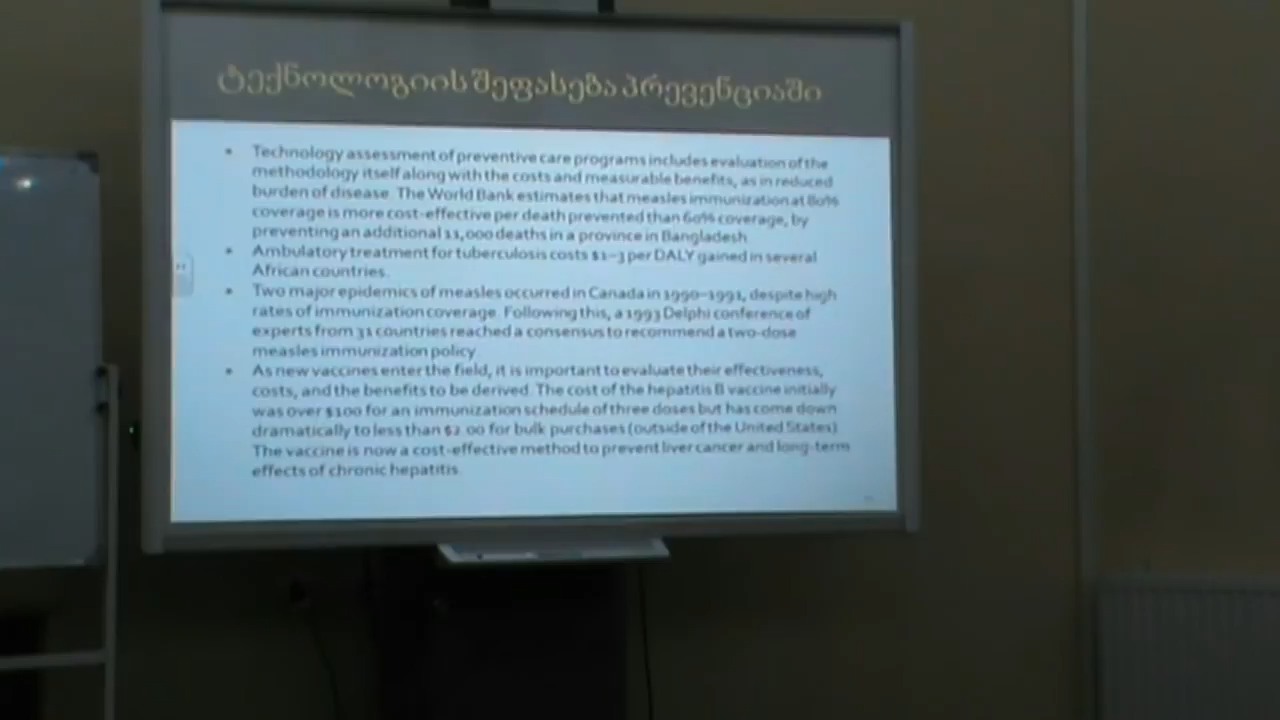 ტექნოლოგიის შეფასება პრევენციაში
• Technology assessment of preventive care programs includes evaluation of the
methodology itself along with the costs and measurable benefits, as in reduced
burden of disease. The World Bank estimates that measles immunization at 80%
coverage is more cost-effective per death prevented than 60% coverage, by
preventing an additional 11,000 deaths in a province in Bangladesh
• Ambulatory treatment for tuberculosis costs $1–3 per DALY gained in several
African countries.
• Two major epidemics of measles occurred in Canada in 1990–1991, despite high
rates of immunization coverage. Following this, a 1993 Delphi conference of
experts from 31 countries reached a consensus to recommend a two-dose
measles immunization policy
• As new vaccines enter the field, it is important to evaluate their effectiveness,
costs, and the benefits to be derived. The cost of the hepatitis B vaccine initially
was over $100 for an immunization schedule of three doses but has come down
dramatically to less than $2.00 for bulk purchases (outside of the United States)
The vaccine is now a cost-effective method to prevent liver cancer and long-term
effects of chronic hepatitis